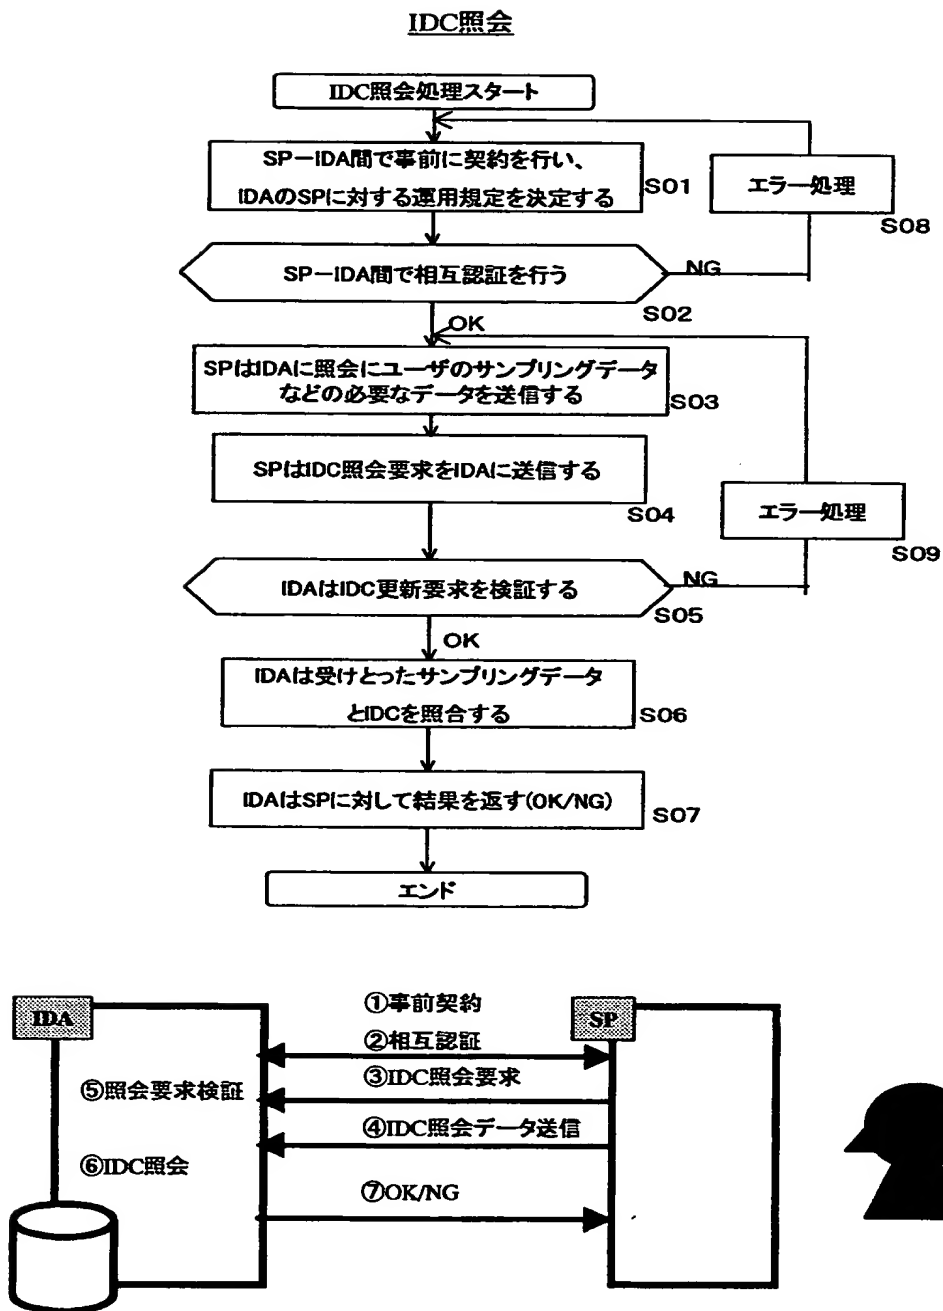 IDC照会
IDC照会処理スタート
SP－IDA間で事前に契約を行い、
IDAのSPに対する運用規定を決定する
S01
エラー処理
S08
SP－IDA間で相互認証を行う
NG
S02
OK
SPはIDAに照会にユーザのサンプリングデータ
などの必要なデータを送信する
S03
SPはIDC照会要求をIDAに送信する
S04
エラー処理
S09
IDAはIDC更新要求を検証する
NG
S05
OK
IDAは受けとったサンプリングデータ
とIDCを照合する
S06
IDAはSPに対して結果を返す(OK/NG)
S07
エンド
IDA
①事前契約
SP
②相互認証
⑤照会要求検証
③IDC照会要求
④IDC照会データ送信
⑥IDC照会
⑦OK/NG